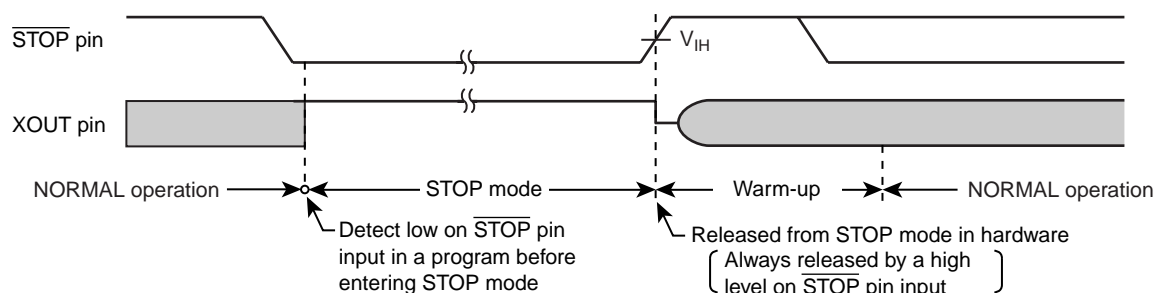 STOP pin
V_IH
XOUT pin
NORMAL operation
STOP mode
Warm-up
NORMAL operation
Detect low on STOP pin
input in a program before
entering STOP mode
Released from STOP mode in hardware
Always released by a high
level on STOP pin input